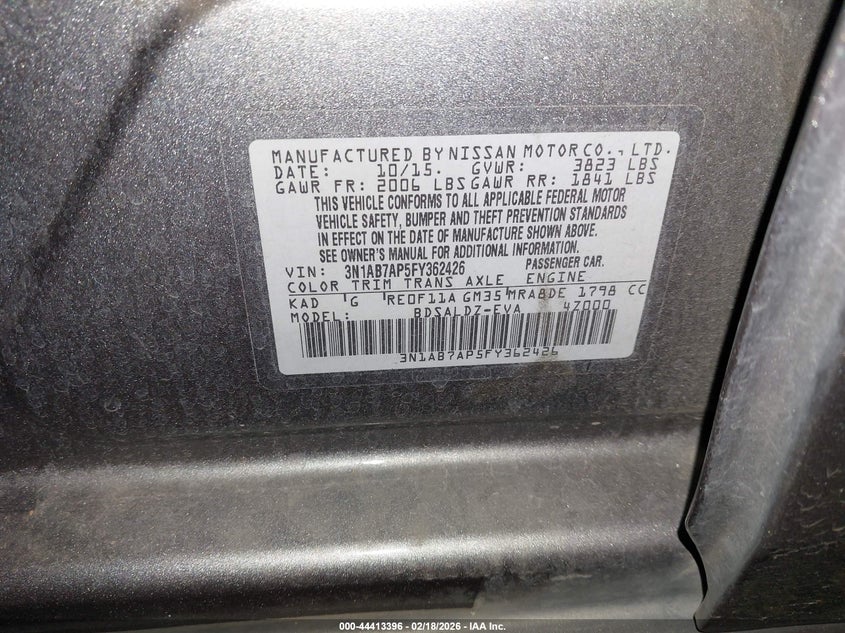 MANUFACTURED BY NISSAN MOTOR CO., LTD.
DATE: 10/15. GVWR: 3823 LBS
GAWR FR: 2006 LBS GAWR RR: 1841 LBS
THIS VEHICLE CONFORMS TO ALL APPLICABLE FEDERAL MOTOR
VEHICLE SAFETY, BUMPER AND THEFT PREVENTION STANDARDS
IN EFFECT ON THE DATE OF MANUFACTURE SHOWN ABOVE.
SEE OWNER'S MANUAL FOR ADDITIONAL INFORMATION.
VIN: 3N1AB7AP5FY362426 PASSENGER CAR.
COLOR TRIM TRANS AXLE ENGINE
KAD G RE0F11A GM35 MRA8DE 1798 CC
MODEL: BDSALDZ-EVA 4Z000
3N1AB7AP5FY362426
000-44413396 - 02/18/2026 - IAA Inc.